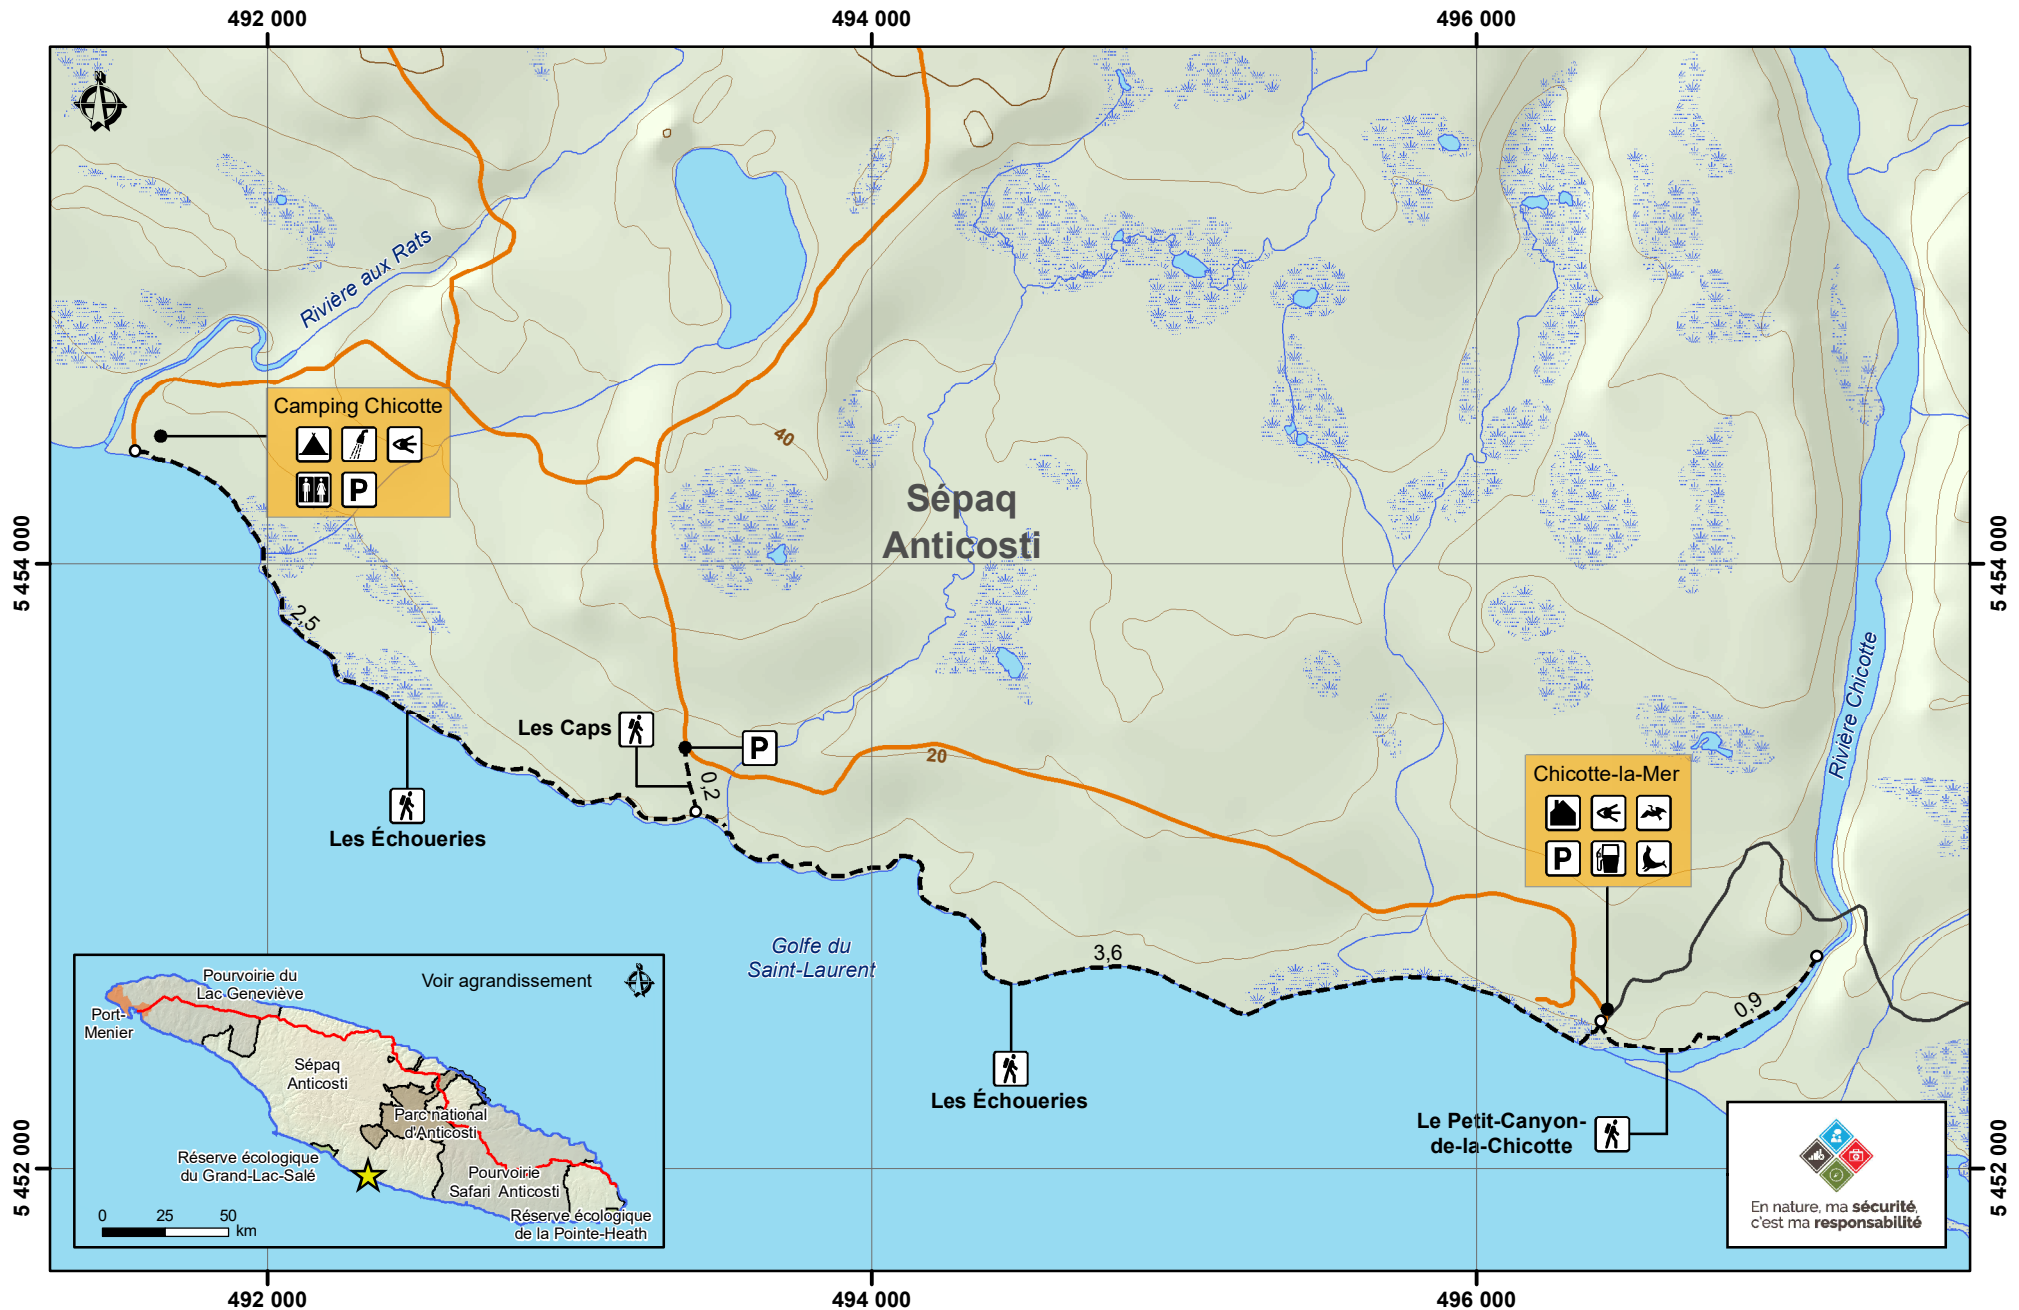 492 000
494 000
496 000
Rivière aux Rats
Camping Chicotte
P
40
Sépaq
Anticosti
5 454 000
5 454 000
2,5
Les Caps
P
0,2
20
Rivière Chicotte
Chicotte-la-Mer
P
Les Échoueries
Golfe du
Saint-Laurent
3,6
0,9
Les Échoueries
Le Petit-Canyon-
de-la-Chicotte
Voir agrandissement
Pourvoirie du
Lac Geneviève
Port-
Menier
Sépaq
Anticosti
Parc national
d'Anticosti
Réserve écologique
du Grand-Lac-Salé
Pourvoirie
Safari Anticosti
Réserve écologique
de la Pointe-Heath
0 25 50
km
En nature, ma sécurité,
c'est ma responsabilité
5 452 000
5 452 000
492 000
494 000
496 000